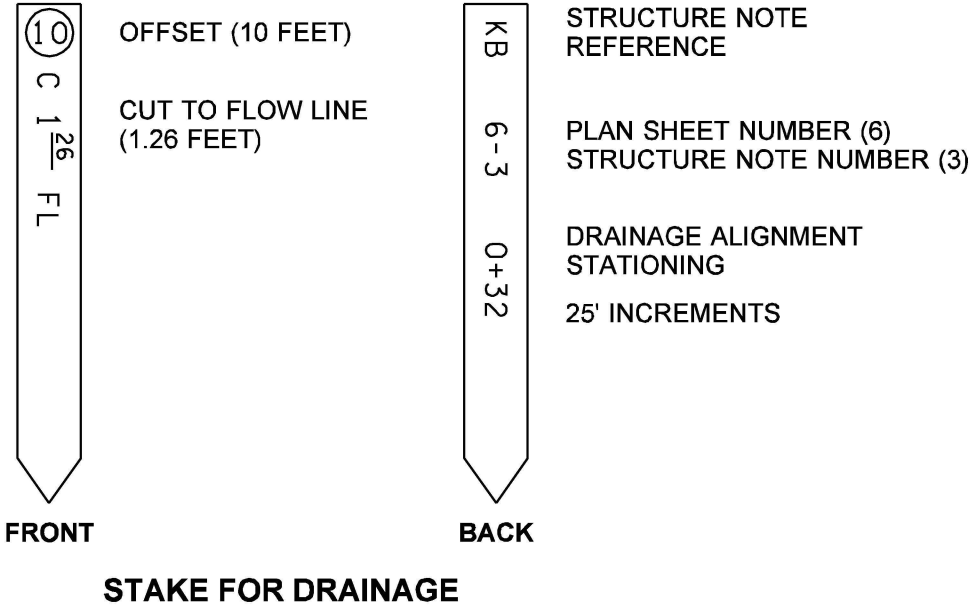 10
C 1 26 FL
OFFSET (10 FEET)
CUT TO FLOW LINE
(1.26 FEET)
FRONT
KB 6-3 0+32
STRUCTURE NOTE
REFERENCE
PLAN SHEET NUMBER (6)
STRUCTURE NOTE NUMBER (3)
DRAINAGE ALIGNMENT
STATIONING
25' INCREMENTS
BACK
STAKE FOR DRAINAGE